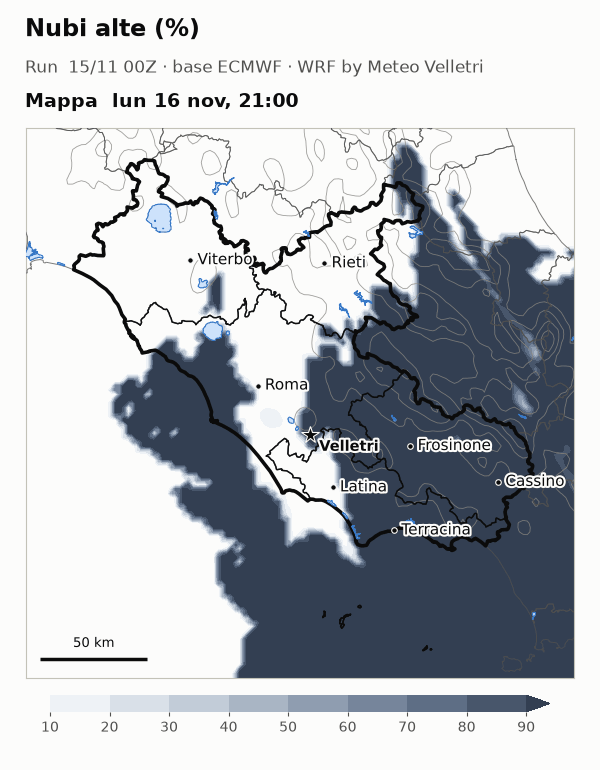 Nubi alte (%)
Run  15/11 00Z · base ECMWF · WRF by Meteo Velletri
Mappa  lun 16 nov, 21:00
Viterbo
Rieti
Roma
Velletri
Frosinone
Cassino
Latina
Terracina
50 km
10 20 30 40 50 60 70 80 90